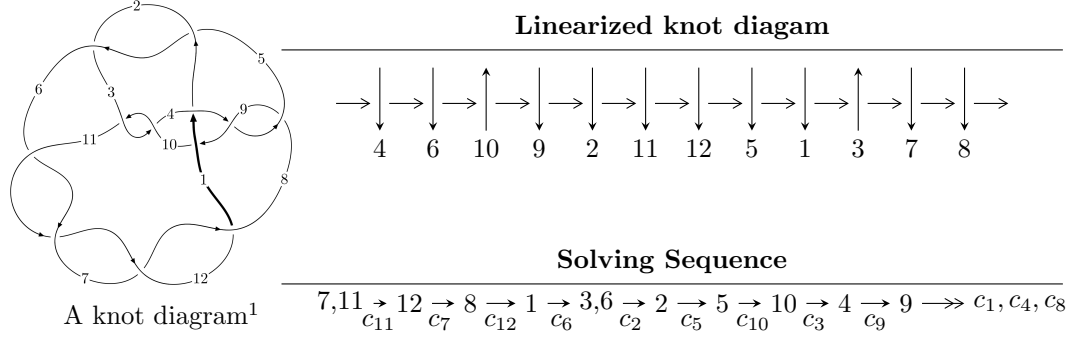 2
5
6
3
4
9
11
10
1
8
7
12
A knot diagram¹
Linearized knot diagam
4 6 10 9 2 11 12 5 1 3 7 8
Solving Sequence
7,11 → 12 → 8 → 1 → 3,6 → 2 → 5 → 10 → 4 → 9 →→ c₁, c₄, c₈
c₁₁ c₇ c₁₂ c₆ c₂ c₅ c₁₀ c₃ c₉